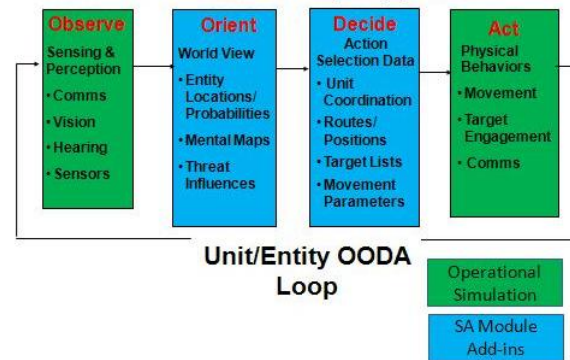 Observe
Sensing &
Perception
• Comms
• Vision
• Hearing
• Sensors
Orient
World View
• Entity
Locations/
Probabilities
• Mental Maps
• Threat
Influences
Decide
Action
Selection Data
• Unit
Coordination
• Routes/
Positions
• Target Lists
• Movement
Parameters
Act
Physical
Behaviors
• Movement
• Target
Engagement
• Comms
Unit/Entity OODA
Loop
Operational
Simulation
SA Module
Add-ins